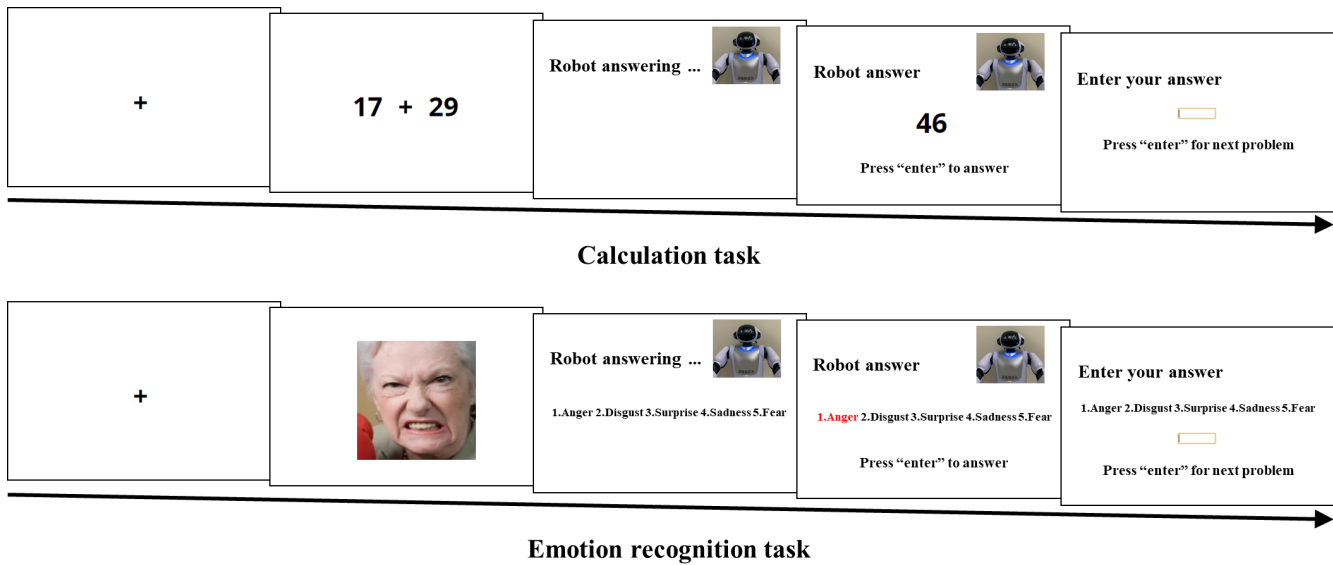 +
17 + 29
Robot answering ...
Robot answer
46
Press “enter” to answer
Enter your answer
Press “enter” for next problem
Calculation task
+
Robot answering ...
1.Anger 2.Disgust 3.Surprise 4.Sadness 5.Fear
Robot answer
1.Anger 2.Disgust 3.Surprise 4.Sadness 5.Fear
Press “enter” to answer
Enter your answer
1.Anger 2.Disgust 3.Surprise 4.Sadness 5.Fear
Press “enter” for next problem
Emotion recognition task